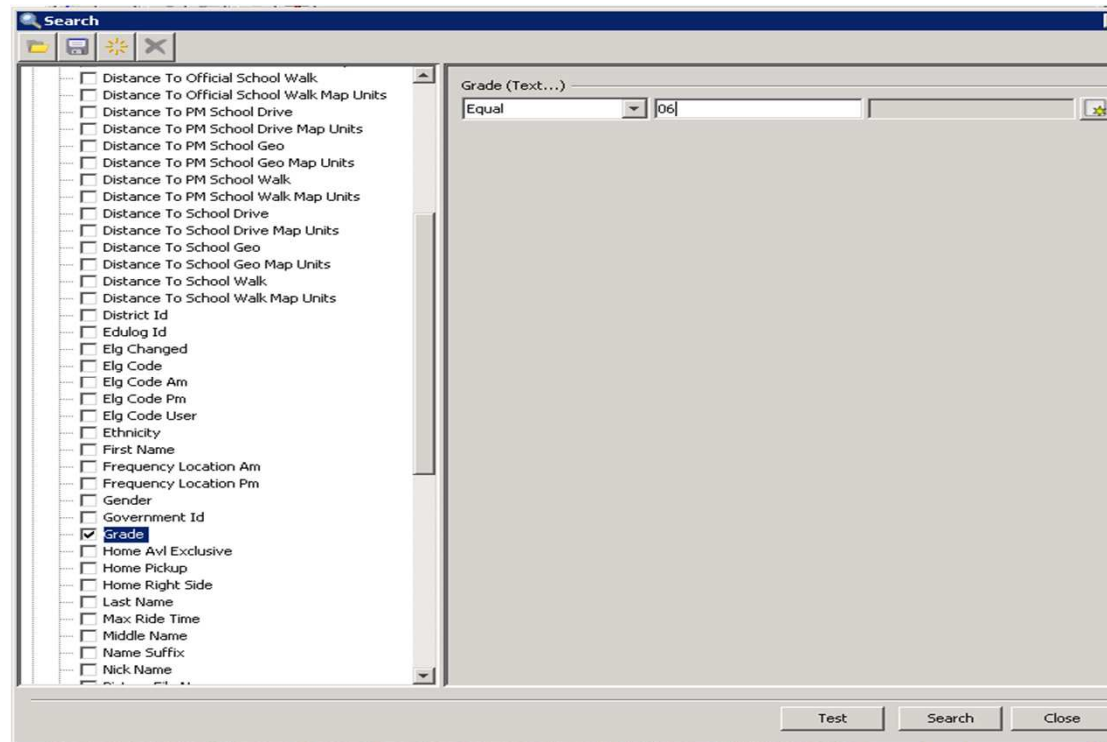 Search
Distance To Official School Walk
Distance To Official School Walk Map Units
Distance To PM School Drive
Distance To PM School Drive Map Units
Distance To PM School Geo
Distance To PM School Geo Map Units
Distance To PM School Walk
Distance To PM School Walk Map Units
Distance To School Drive
Distance To School Drive Map Units
Distance To School Geo
Distance To School Geo Map Units
Distance To School Walk
Distance To School Walk Map Units
District Id
Edulog Id
Elg Changed
Elg Code
Elg Code Am
Elg Code Pm
Elg Code User
Ethnicity
First Name
Frequency Location Am
Frequency Location Pm
Gender
Government Id
Grade
Home Avl Exclusive
Home Pickup
Home Right Side
Last Name
Max Ride Time
Middle Name
Name Suffix
Nick Name
Grade (Text...)
Equal 06
Test Search Close